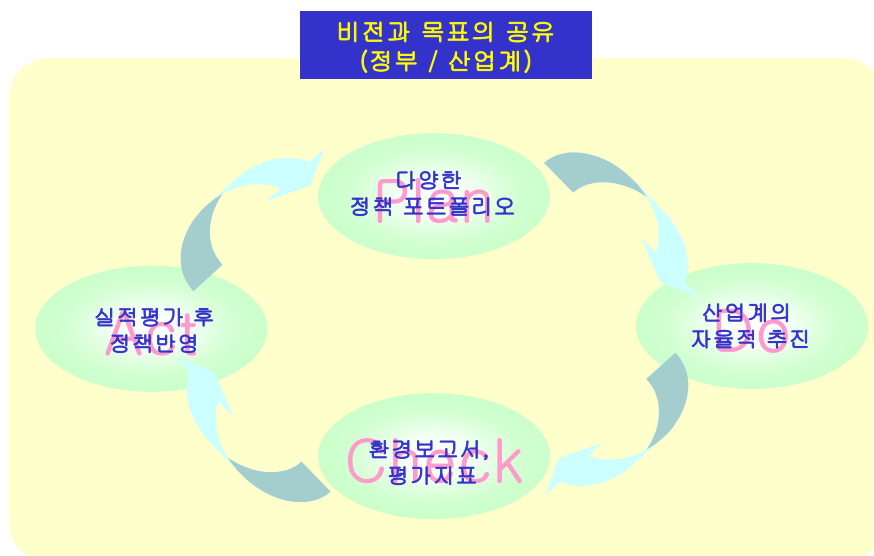 비전과 목표의 공유
(정부 / 산업계)
Plan
다양한
정책 포트폴리오
Do
산업계의
자율적 추진
Check
환경보고서,
평가지표
Act
실적평가 후
정책반영